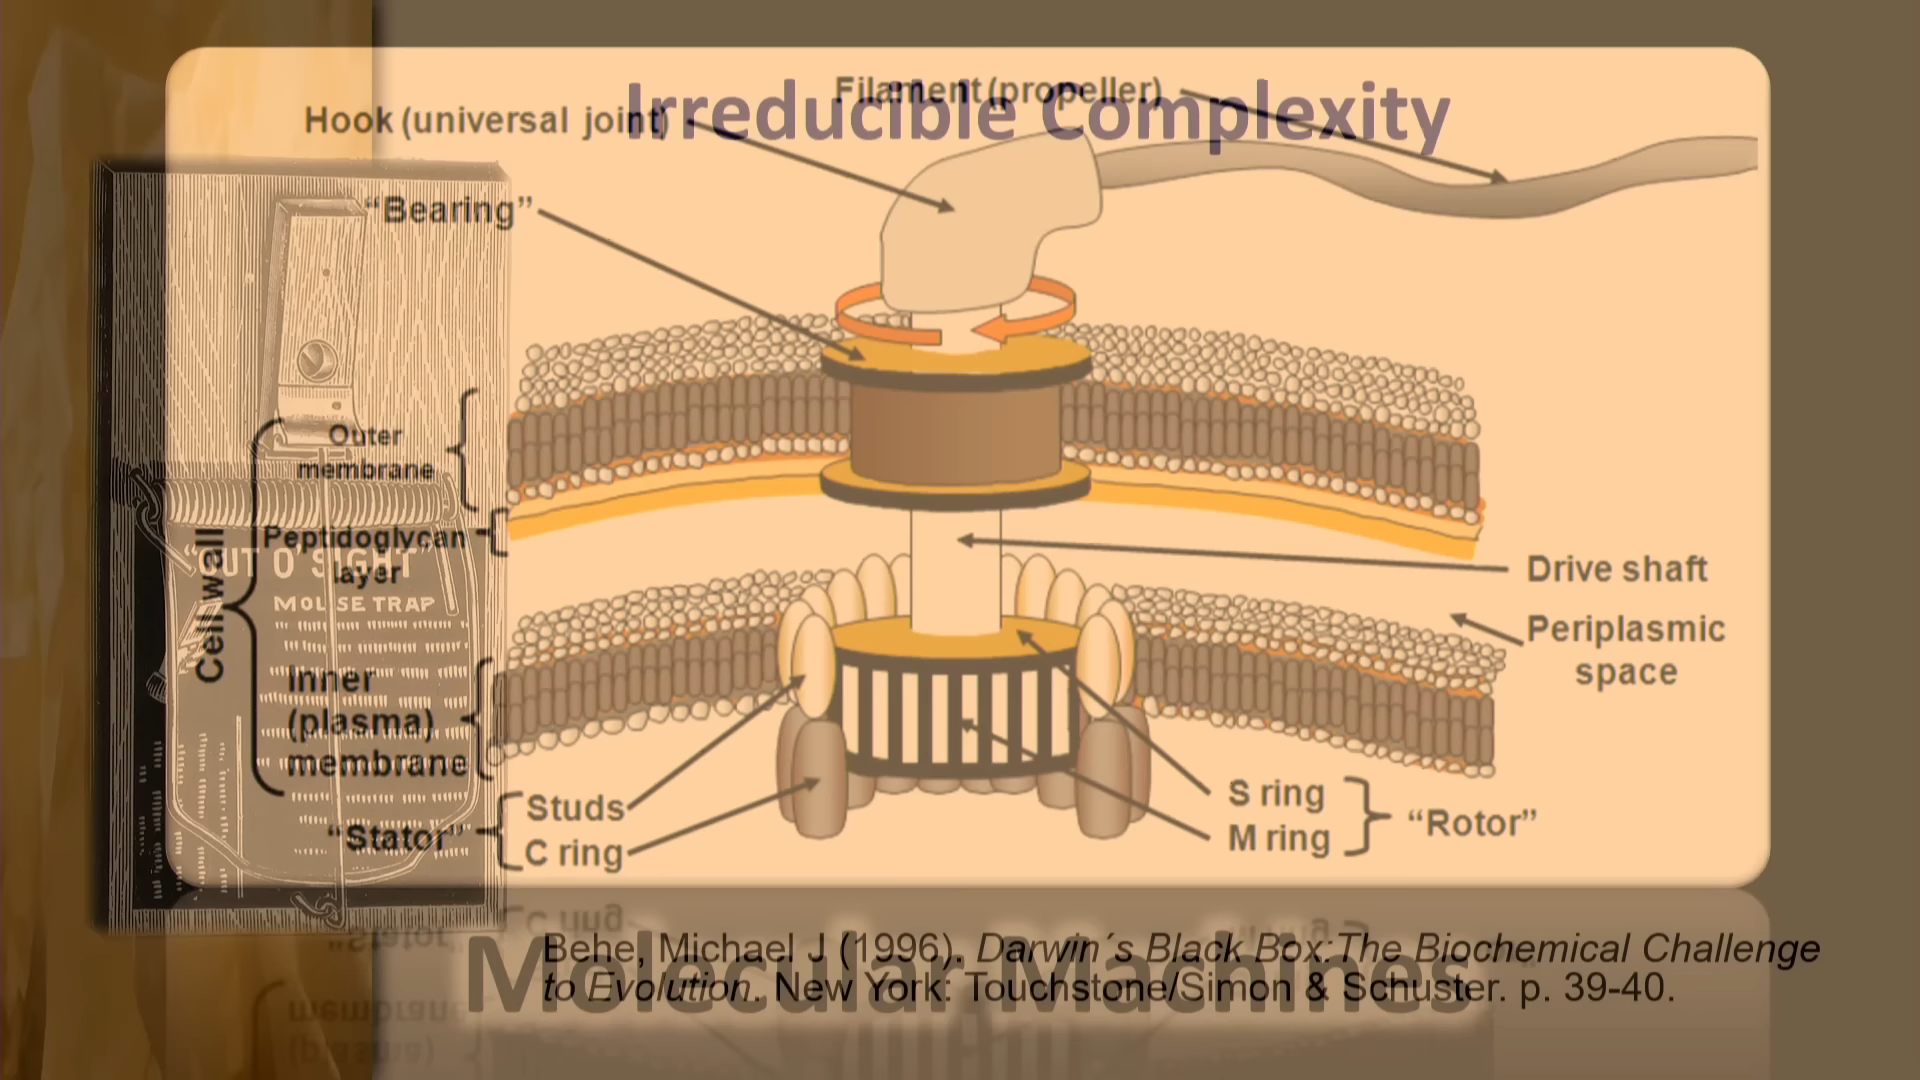 Irreducible Complexity
Filament (propeller)
Hook (universal joint)
“Bearing”
Outer
membrane
Peptidoglycan
layer
Cell wall
“OUT O' SIGHT”
MOUSE TRAP
Inner
(plasma)
membrane
Drive shaft
Periplasmic
space
Studs
C ring
“Stator”
S ring
M ring
“Rotor”
Molecular Machines
Behe, Michael J (1996). Darwin´s Black Box: The Biochemical Challenge
to Evolution. New York: Touchstone/Simon & Schuster. p. 39-40.